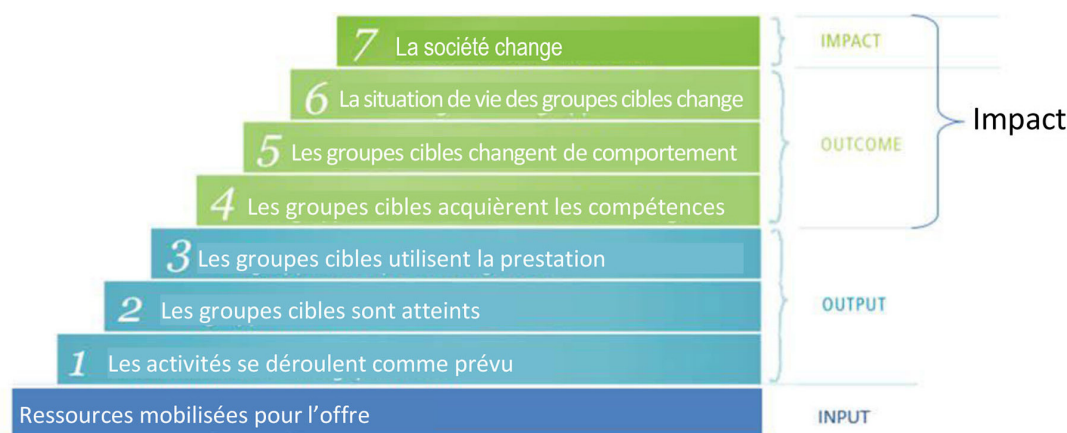 7 La société change
IMPACT
6 La situation de vie des groupes cibles change
Impact
5 Les groupes cibles changent de comportement
OUTCOME
4 Les groupes cibles acquièrent les compétences
3 Les groupes cibles utilisent la prestation
2 Les groupes cibles sont atteints
OUTPUT
1 Les activités se déroulent comme prévu
Ressources mobilisées pour l’offre
INPUT